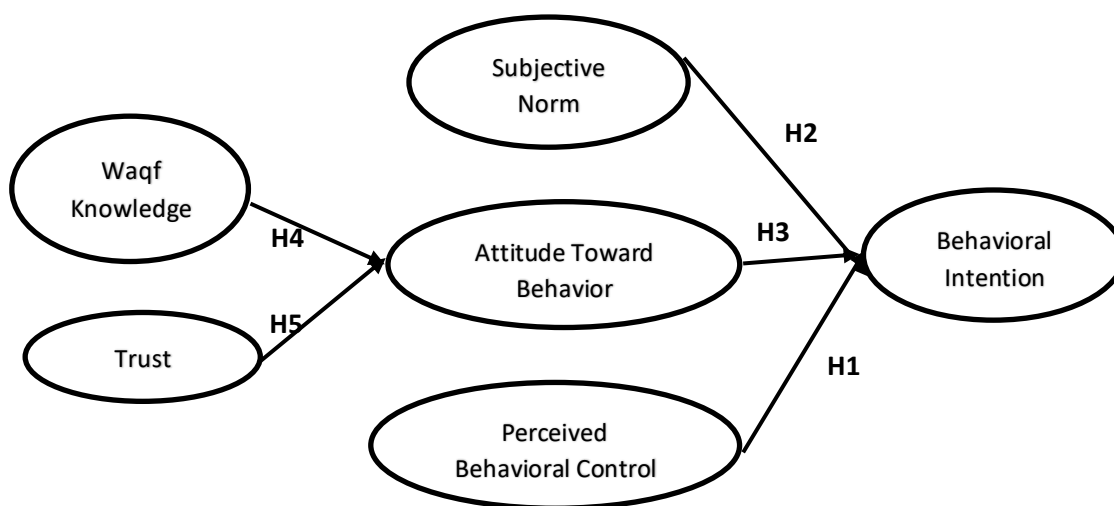 Subjective
Norm
H2
Waqf
Knowledge
H4
H3
Attitude Toward
Behavior
Behavioral
Intention
H5
Trust
H1
Perceived
Behavioral Control